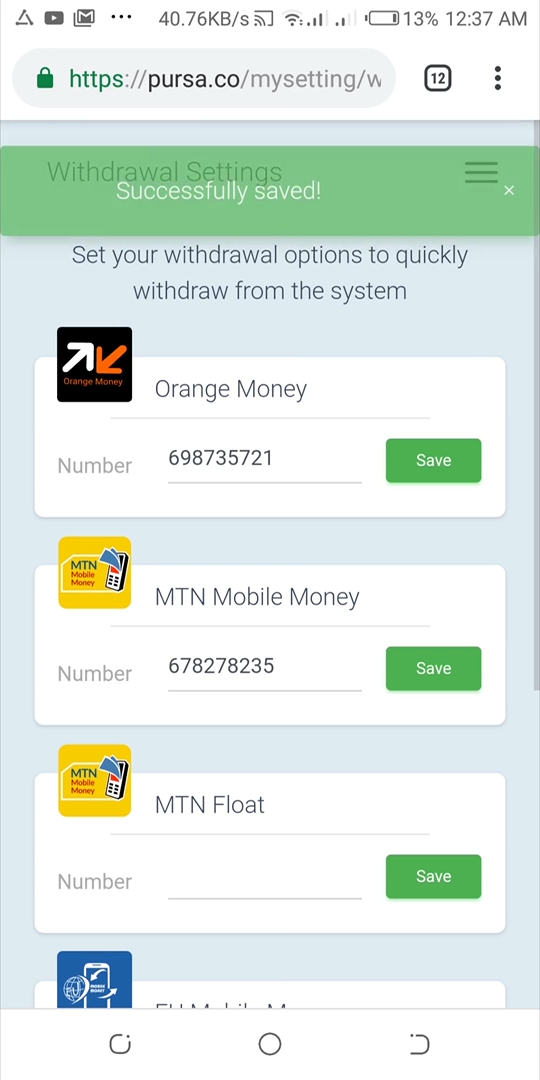 40.76KB/s 13% 12:37 AM
https://pursa.co/mysetting/w
12
Withdrawal Settings
Successfully saved!
×
Set your withdrawal options to quickly
withdraw from the system
Orange Money
Orange Money
Number 698735721 Save
MTN
Mobile
Money
MTN Mobile Money
Number 678278235 Save
MTN
Mobile
Money
MTN Float
Number Save
MOBILE
MONEY